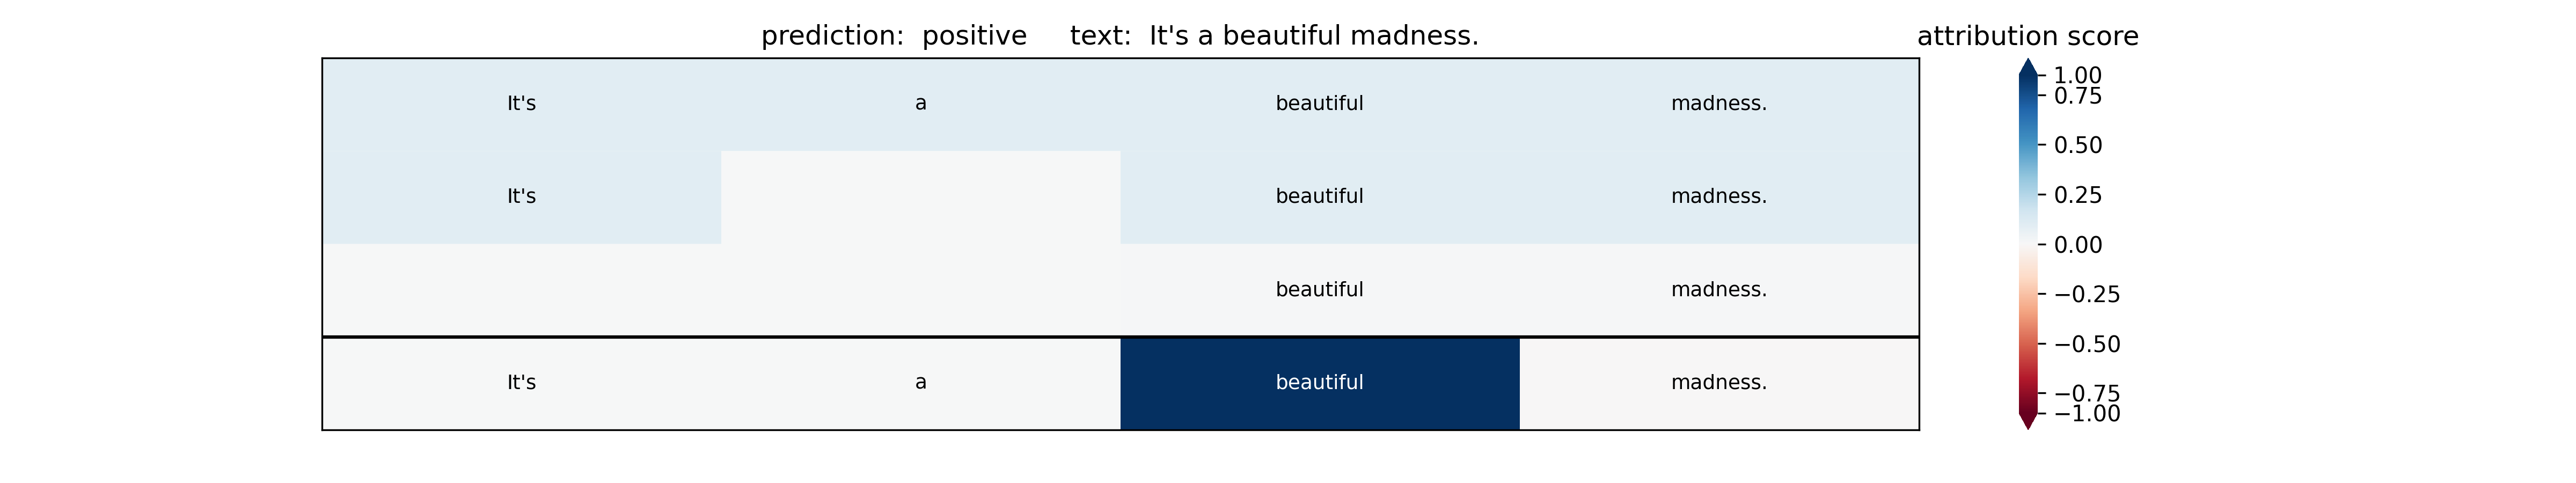 prediction:  positive     text:  It's a beautiful madness.
attribution score
It's a beautiful madness.
It's beautiful madness.
beautiful madness.
It's a beautiful madness.
1.00
0.75
0.50
0.25
0.00
−0.25
−0.50
−0.75
−1.00